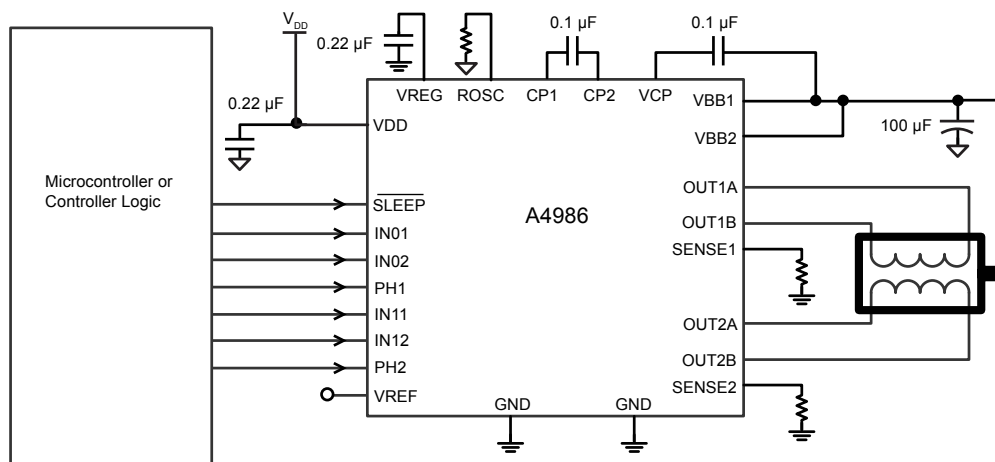 V_DD
0.22 µF
0.1 µF
0.1 µF
VREG
ROSC
CP1
CP2
VCP
VBB1
0.22 µF
VDD
VBB2
100 µF
Microcontroller or
Controller Logic
SLEEP
A4986
OUT1A
OUT1B
IN01
SENSE1
IN02
PH1
IN11
OUT2A
IN12
OUT2B
PH2
SENSE2
VREF
GND
GND